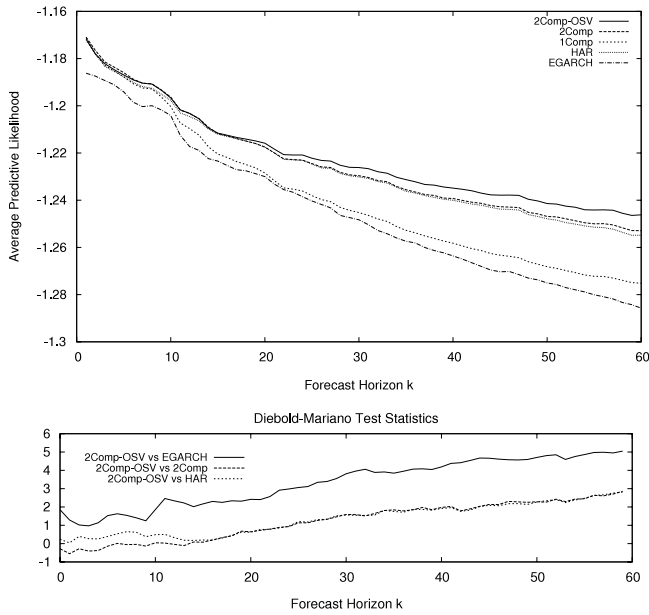 -1.16
-1.18
-1.2
-1.22
-1.24
-1.26
-1.28
-1.3
Average Predictive Likelihood
2Comp-OSV
2Comp
1Comp
HAR
EGARCH
0 10 20 30 40 50 60
Forecast Horizon k
Diebold-Mariano Test Statistics
6
5
4
3
2
1
0
-1
2Comp-OSV vs EGARCH
2Comp-OSV vs 2Comp
2Comp-OSV vs HAR
0 10 20 30 40 50 60
Forecast Horizon k